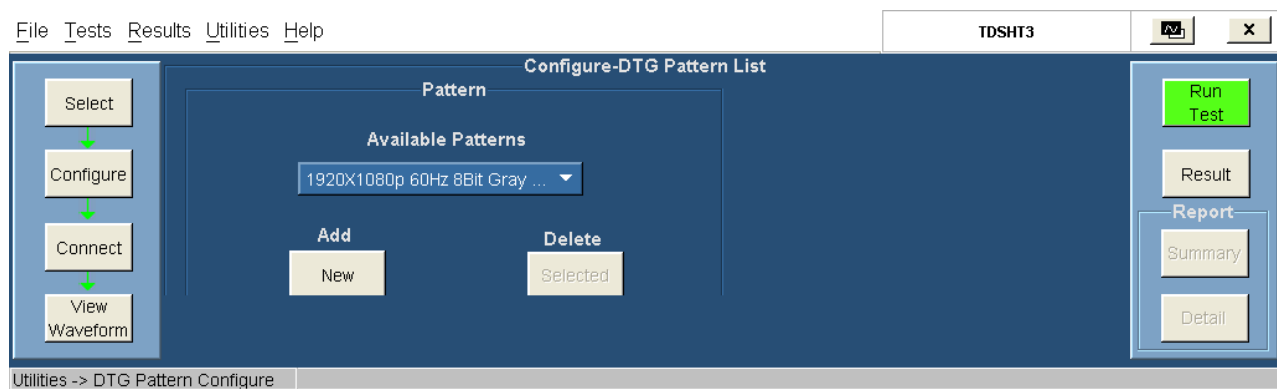 File Tests Results Utilities Help
TDSHT3
x
Configure-DTG Pattern List
Select
Configure
Connect
View
Waveform
Pattern
Available Patterns
1920X1080p 60Hz 8Bit Gray ...
Add
Delete
New
Selected
Run
Test
Result
Report
Summary
Detail
Utilities -> DTG Pattern Configure